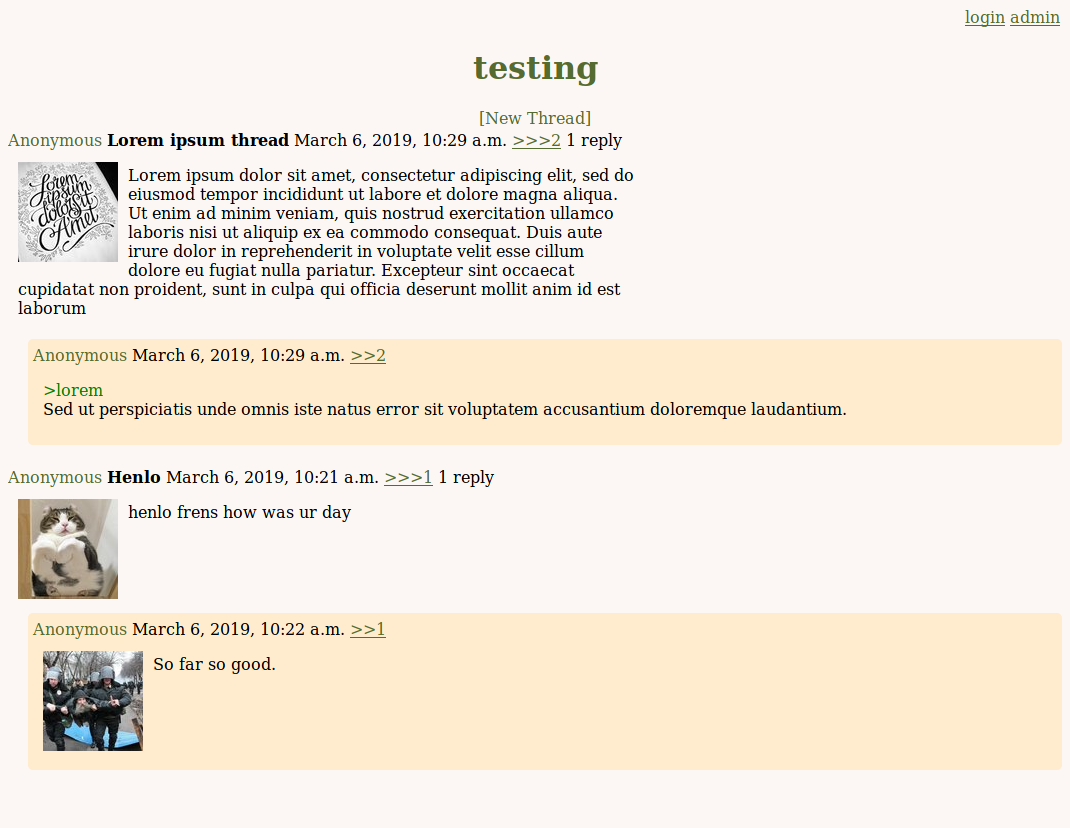 login admin
testing
[New Thread]
Anonymous Lorem ipsum thread March 6, 2019, 10:29 a.m. >>>2 1 reply
Lorem ipsum dolor sit amet, consectetur adipiscing elit, sed do
eiusmod tempor incididunt ut labore et dolore magna aliqua.
Ut enim ad minim veniam, quis nostrud exercitation ullamco
laboris nisi ut aliquip ex ea commodo consequat. Duis aute
irure dolor in reprehenderit in voluptate velit esse cillum
dolore eu fugiat nulla pariatur. Excepteur sint occaecat
cupidatat non proident, sunt in culpa qui officia deserunt mollit anim id est
laborum
Lorem
ipsum
dolor sit
Amet
Anonymous March 6, 2019, 10:29 a.m. >>2
>lorem
Sed ut perspiciatis unde omnis iste natus error sit voluptatem accusantium doloremque laudantium.
Anonymous Henlo March 6, 2019, 10:21 a.m. >>>1 1 reply
henlo frens how was ur day
Anonymous March 6, 2019, 10:22 a.m. >>1
So far so good.